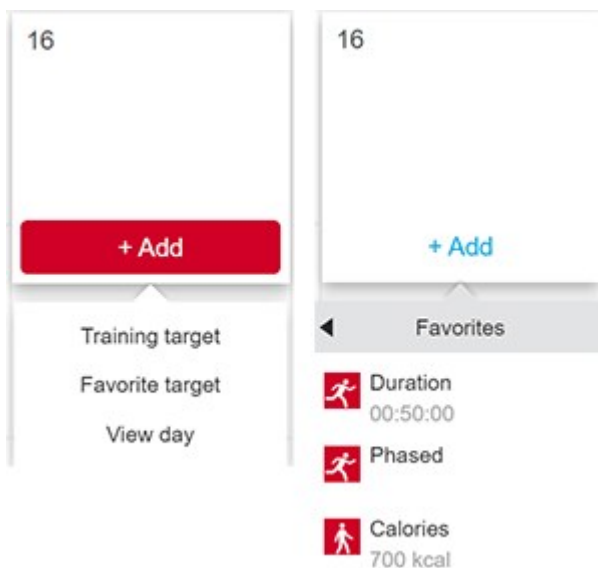 16
+ Add
Training target
Favorite target
View day
16
+ Add
Favorites
Duration
00:50:00
Phased
Calories
700 kcal